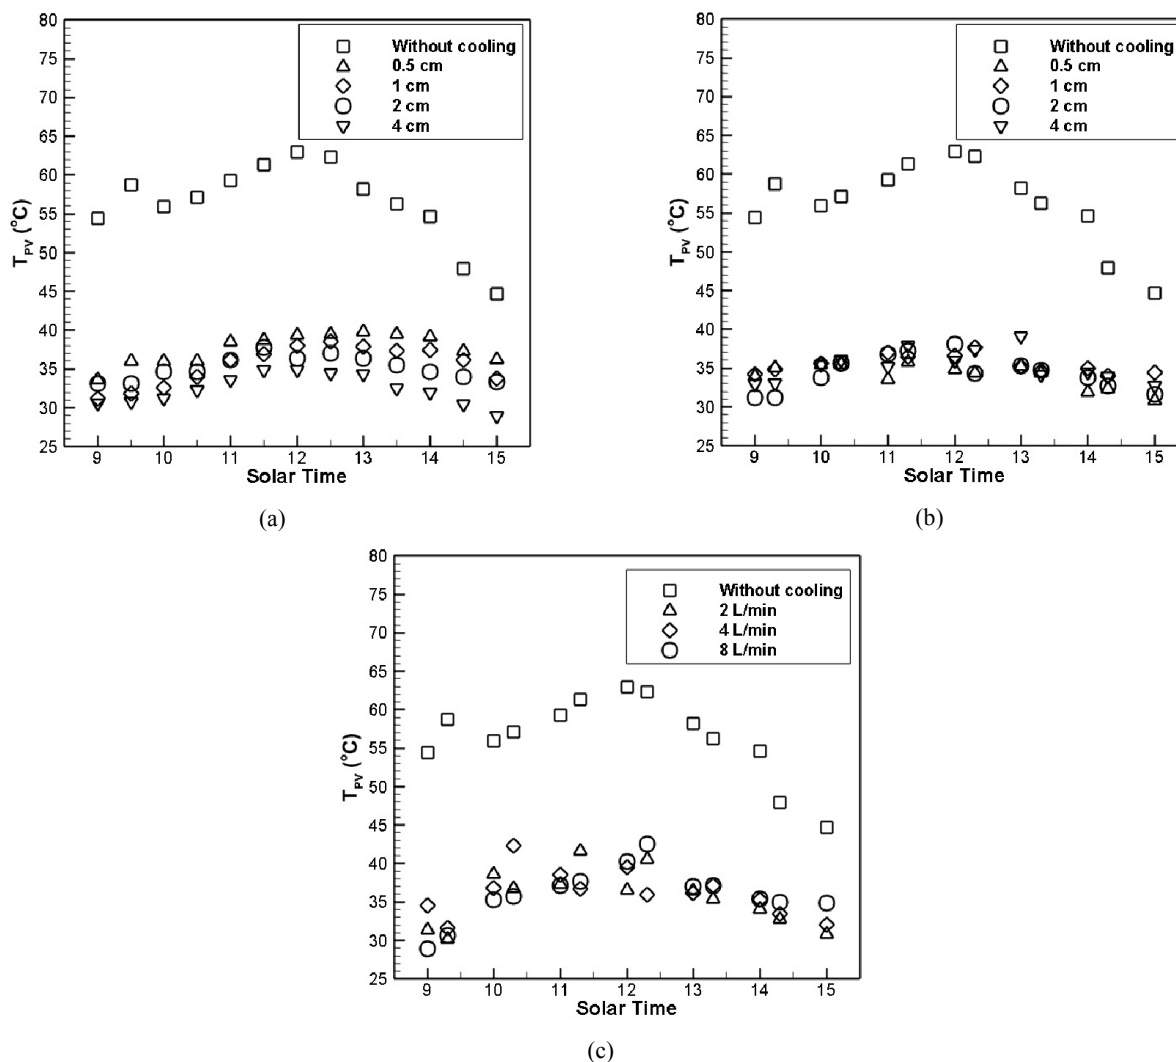 80
75
70
65
60
55
50
45
40
35
30
25
T_PV (°C)
Without cooling
0.5 cm
1 cm
2 cm
4 cm
9 10 11 12 13 14 15
Solar Time
(a)
80
75
70
65
60
55
50
45
40
35
30
25
T_PV (°C)
Without cooling
0.5 cm
1 cm
2 cm
4 cm
9 10 11 12 13 14 15
Solar Time
(b)
80
75
70
65
60
55
50
45
40
35
30
25
T_PV (°C)
Without cooling
2 L/min
4 L/min
8 L/min
9 10 11 12 13 14 15
Solar Time
(c)